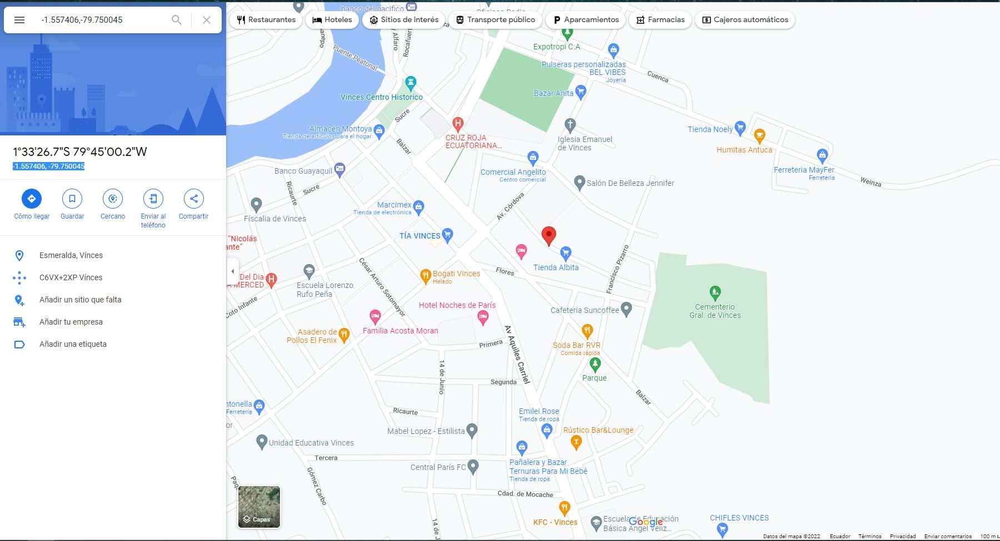 -1.557406,-79.750045
Restaurantes
Hoteles
Sitios de interés
Transporte público
Aparcamientos
Farmacias
Cajeros automáticos
1°33'26.7"S 79°45'00.2"W
-1.557406, -79.750045
Cómo llegar
Guardar
Cercano
Enviar al
teléfono
Compartir
Esmeralda, Vínces
C6VX+2XP Vínces
Añadir un sitio que falta
Añadir tu empresa
Añadir una etiqueta
banco del pacifico
Alfaro
Puente Peatonal
Expotropi C.A
Pulseras personalizadas
BEL VIBES
Joyería
Cuenca
Bazar Anita
Vinces Centro Historico
Sucre
Almacén Montoya
Tienda de artículos para el hogar
CRUZ ROJA
ECUATORIANA...
Iglesia Emanuel
de Vinces
Tienda Noely
Humitas Antuca
Balzar
Banco Guayaquil
Comercial Angelito
Centro comercial
Ferreteria MayFer
Ferretería
Weinza
Salón De Belleza Jennifer
Ricaurte
Sucre
Av. Córdova
Marcimex
Tienda de electrónica
Físcalia de Vinces
TÍA VINCES
"Nicolás
ante"
Francisco Pizarro
Tienda Albita
Flores
César Arturo Sotomayor
Bogati Vinces
Helado
Del Dia
A MERCED
Escuela Lorenzo
Rufo Peña
Coto Infante
Hotel Noches de París
Cafetería Suncoffee
Cementerio
Gral. de Vinces
Familia Acosta Moran
Asadero de
Pollos El Fenix
Primera
Av Aquiles Carriel
Soda Bar RVR
Comida rápida
Parque
14 de Junio
Segunda
Balzar
ntonella
Ferretería
or
Ricaurte
Emilei.Rose
Tienda de ropa
Mabel Lopez - Estilista
Rústico Bar&Lounge
Unidad Educativa Vinces
Tercera
Central París FC
Pañalera y Bazar
Ternuras Para Mi Bebé
Tienda de ropa
Gómez Carbo
Cdad. de Mocache
Capas
KFC - Vinces
14 de J
Escuela de Educación
Básica Angel Veliz...
Google
CHIFLES VINCES
Datos del mapa ©2022 Ecuador Términos Privacidad Enviar comentarios 100 m